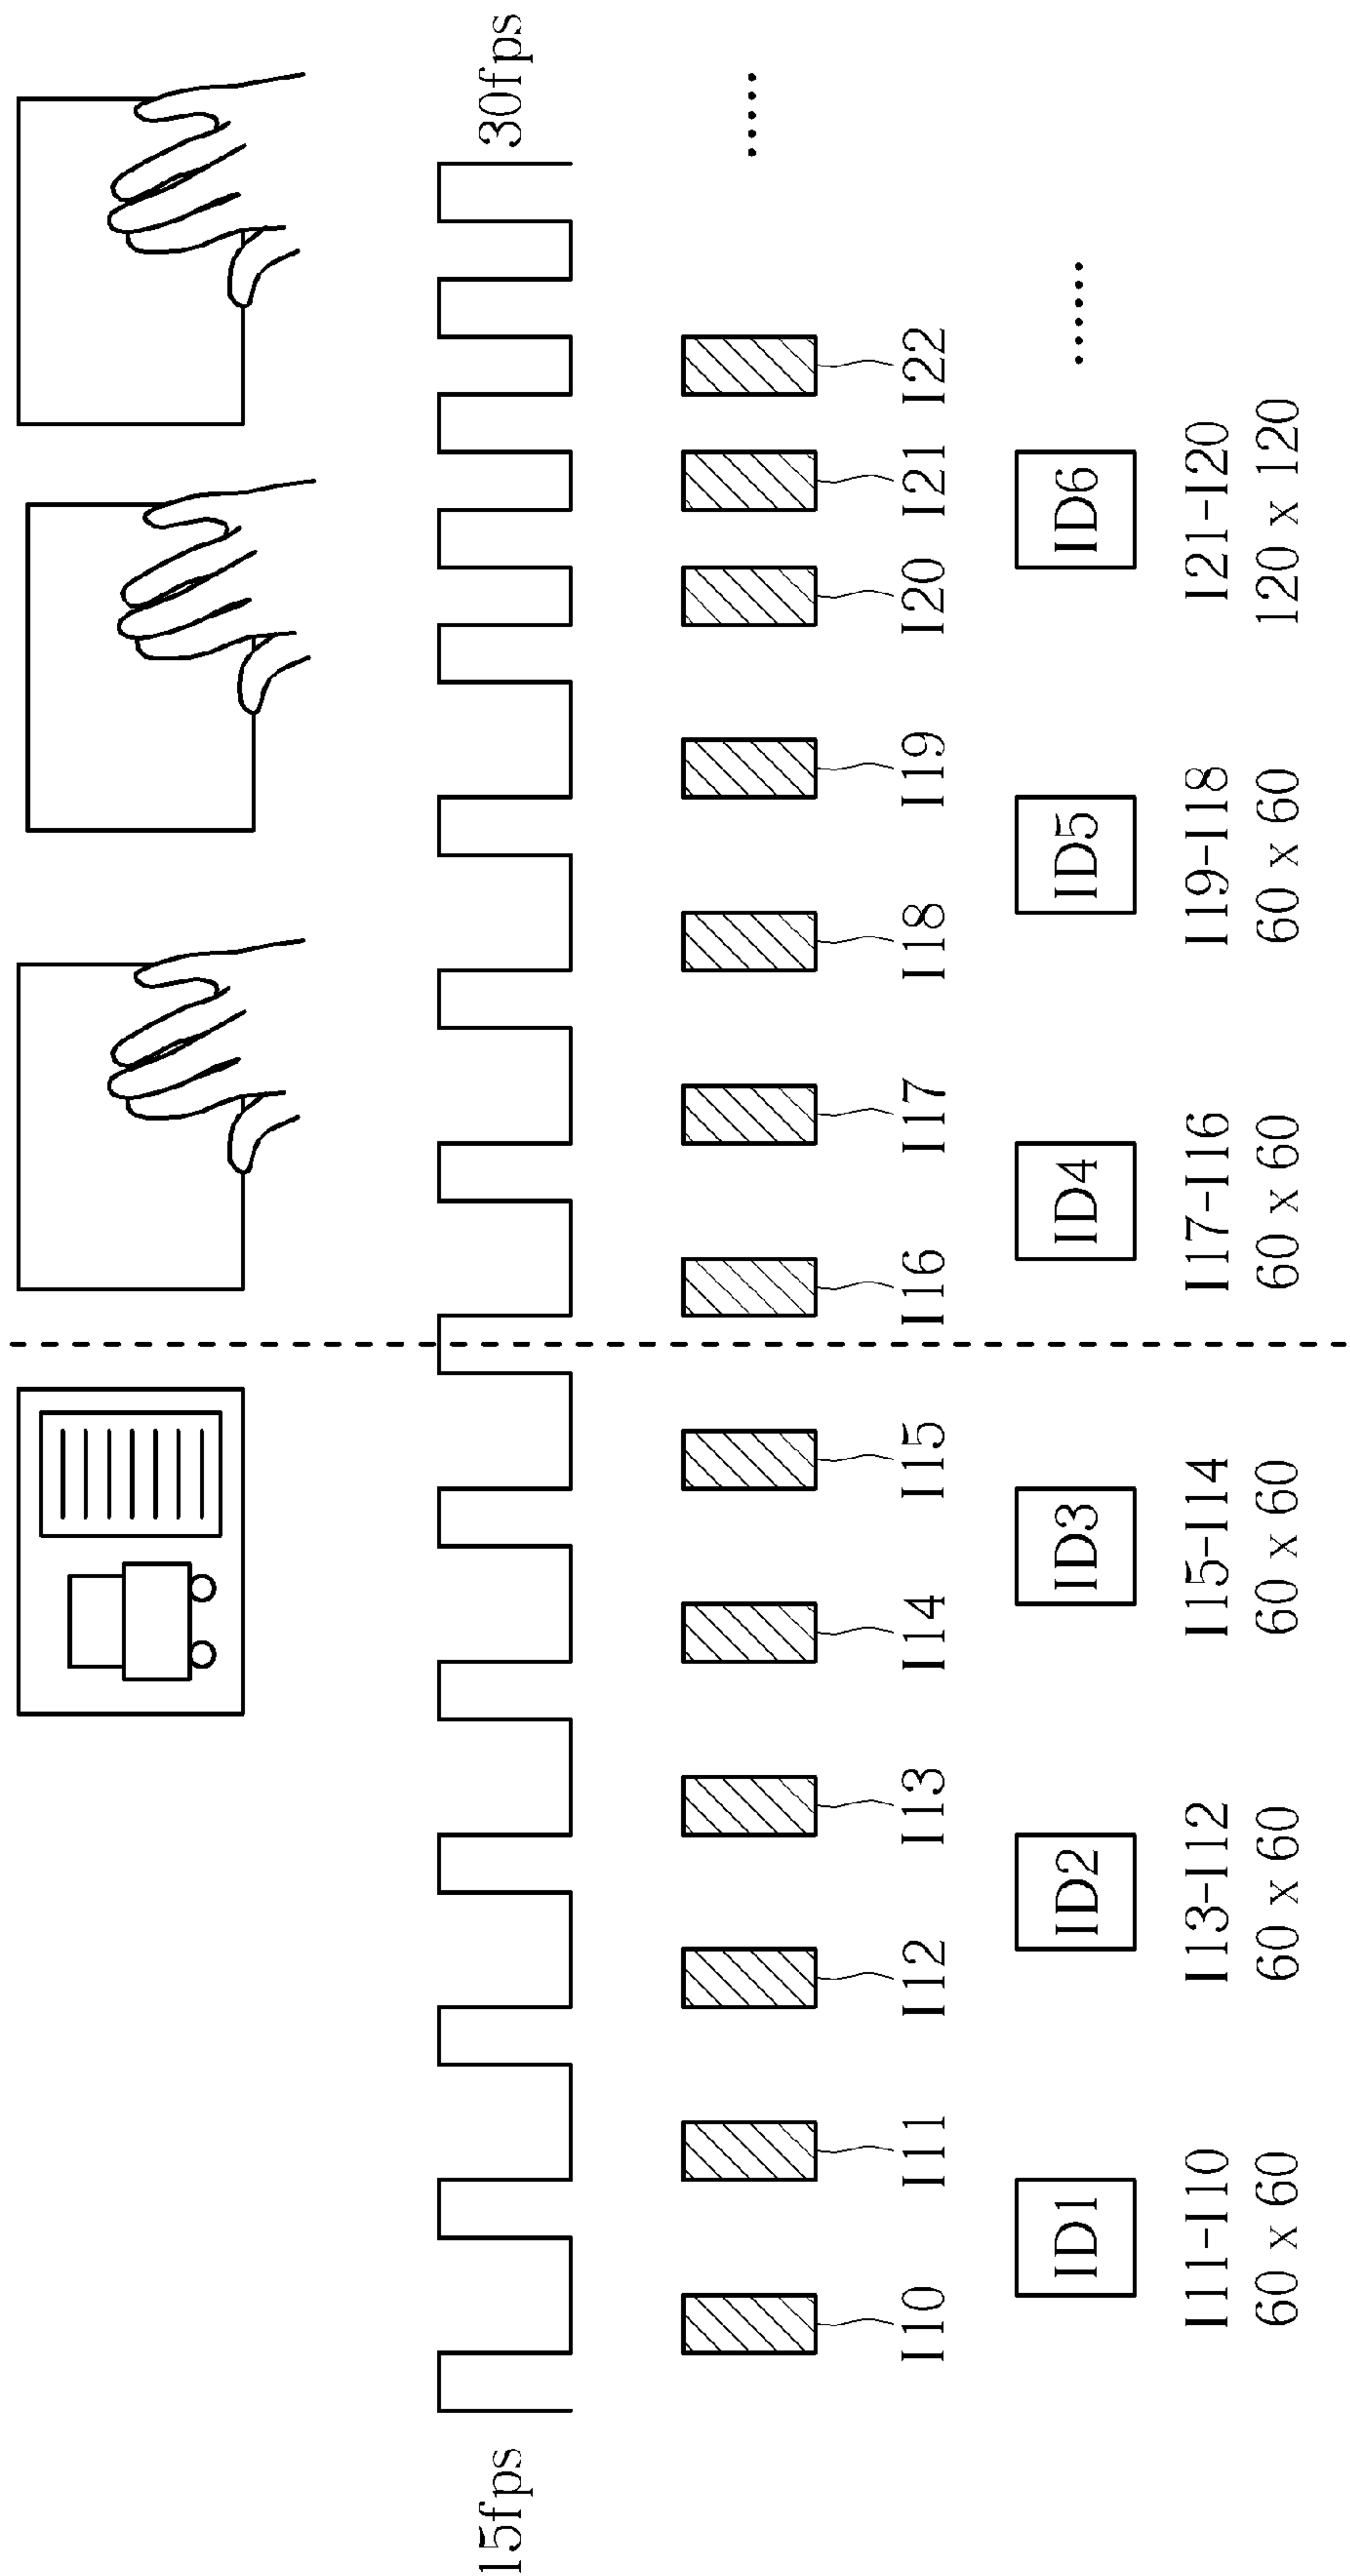 15fps 30fps
I10 I11 I12 I13 I14 I15 I16 I17 I18 I19 I20 I21 I22
ID1 ID2 ID3 ID4 ID5 ID6
I11-I10 I13-I12 I15-I14 I17-I16 I19-I18 I21-I20
60 x 60 60 x 60 60 x 60 60 x 60 60 x 60 120 x 120